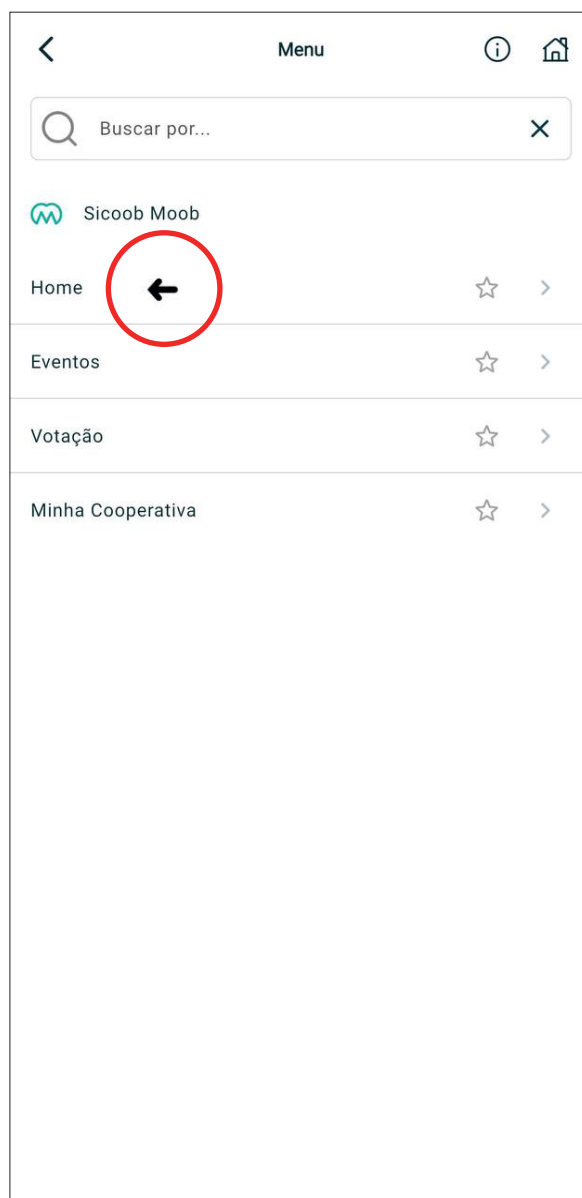 Menu
Buscar por...
Sicoob Moob
Home
Eventos
Votação
Minha Cooperativa